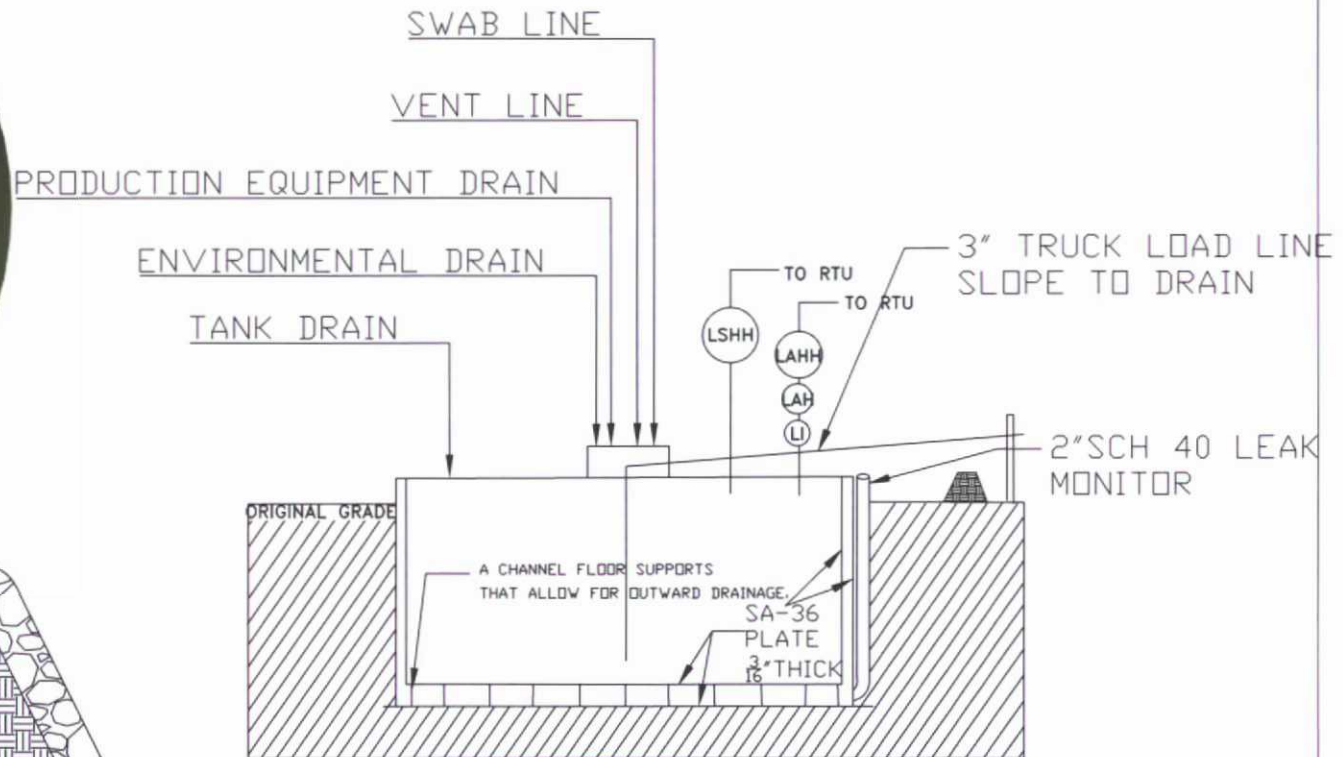 SWAB LINE
VENT LINE
PRODUCTION EQUIPMENT DRAIN
ENVIRONMENTAL DRAIN
TANK DRAIN
TO RTU
TO RTU
3" TRUCK LOAD LINE
SLOPE TO DRAIN
LSHH
LAHH
LAH
LI
2"SCH 40 LEAK
MONITOR
ORIGINAL GRADE
A CHANNEL FLOOR SUPPORTS
THAT ALLOW FOR OUTWARD DRAINAGE.
SA-36
PLATE
3/16"THICK